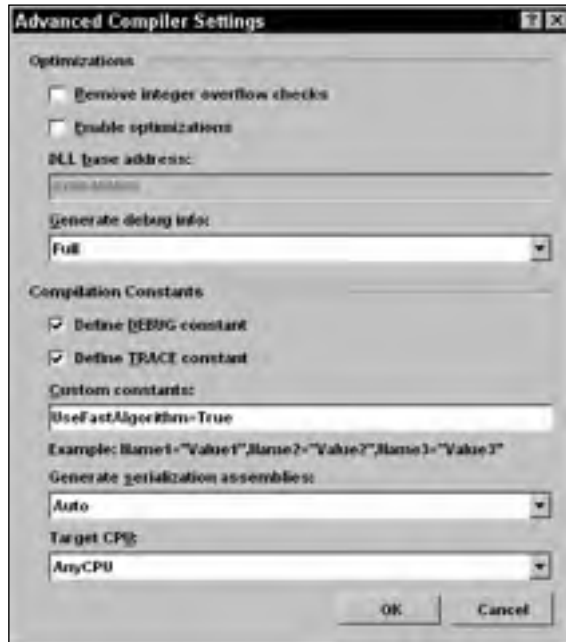 Advanced Compiler Settings
Optimizations
Remove integer overflow checks
Enable optimizations
DLL base address:
Generate debug info:
Full
Compilation Constants
Define DEBUG constant
Define TRACE constant
Custom constants:
UseFastAlgorithm=True
Example: Name1="Value1",Name2="Value2",Name3="Value3"
Generate serialization assemblies:
Auto
Target CPU:
AnyCPU
OK Cancel